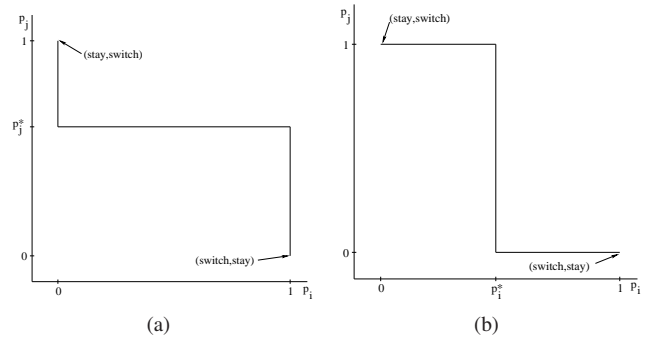 p_j
1
(stay,switch)
p_j^*
(switch,stay)
0
0
1
p_i
(a)
p_j
(stay,switch)
1
0
(switch,stay)
0
p_i^*
1
p_i
(b)